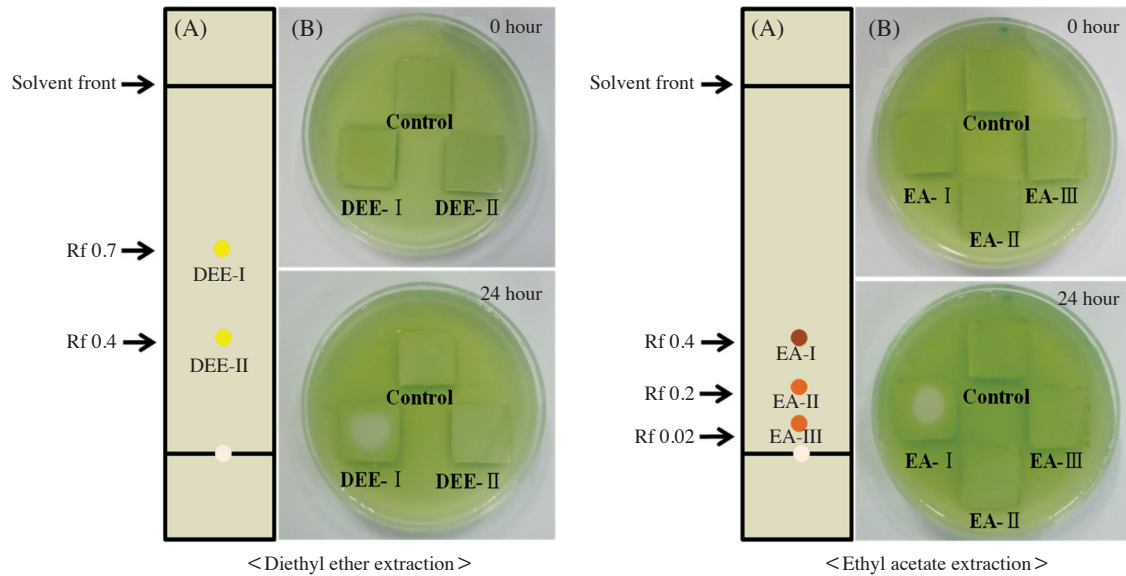 (A)
(B)
0 hour
Solvent front
Control
DEE-Ⅰ
DEE-Ⅱ
Rf 0.7
DEE-I
24 hour
Rf 0.4
DEE-II
Control
DEE-Ⅰ
DEE-Ⅱ
<Diethyl ether extraction>
(A)
(B)
0 hour
Solvent front
Control
EA-Ⅰ
EA-Ⅲ
EA-Ⅱ
24 hour
Rf 0.4
EA-I
Rf 0.2
EA-II
Rf 0.02
EA-III
Control
EA-Ⅰ
EA-Ⅲ
EA-Ⅱ
<Ethyl acetate extraction>